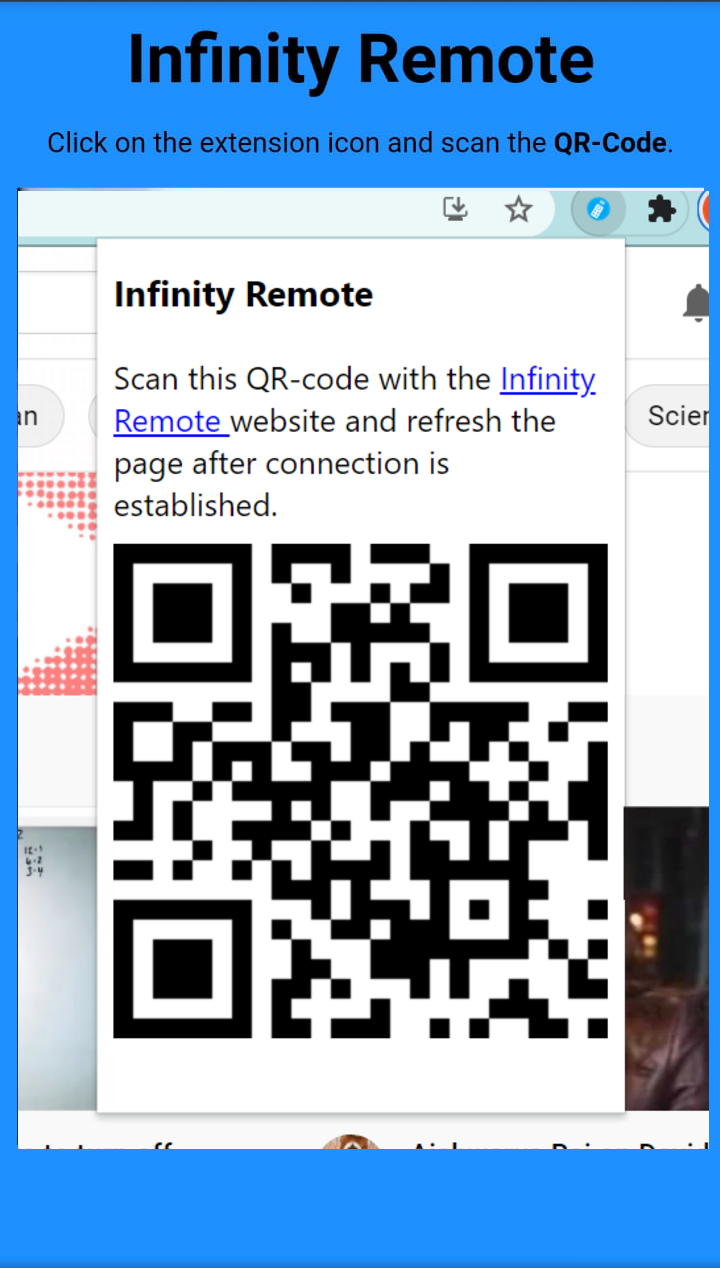 Infinity Remote
Click on the extension icon and scan the QR-Code.
Infinity Remote
Scan this QR-code with the Infinity
Remote website and refresh the
an
Scien
page after connection is
established.